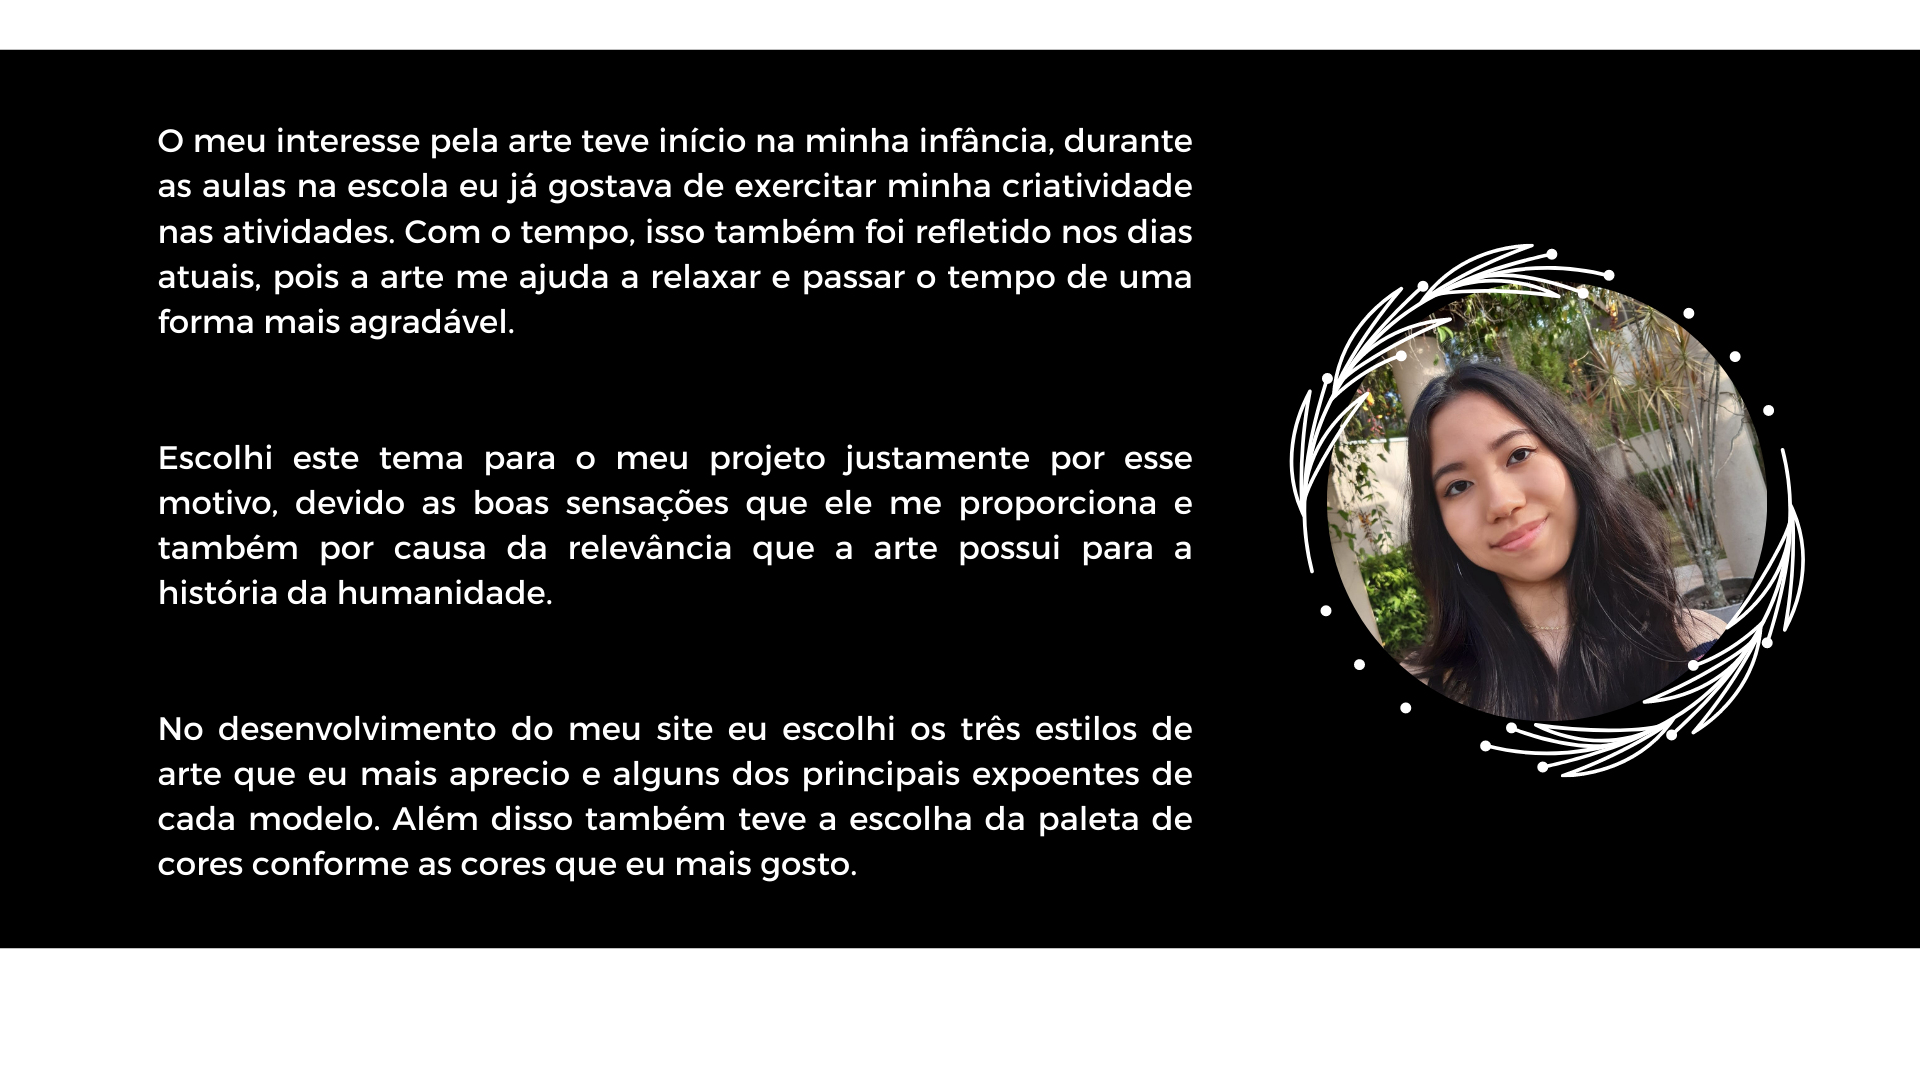 O meu interesse pela arte teve início na minha infância, durante
as aulas na escola eu já gostava de exercitar minha criatividade
nas atividades. Com o tempo, isso também foi refletido nos dias
atuais, pois a arte me ajuda a relaxar e passar o tempo de uma
forma mais agradável.
Escolhi este tema para o meu projeto justamente por esse
motivo, devido as boas sensações que ele me proporciona e
também por causa da relevância que a arte possui para a
história da humanidade.
No desenvolvimento do meu site eu escolhi os três estilos de
arte que eu mais aprecio e alguns dos principais expoentes de
cada modelo. Além disso também teve a escolha da paleta de
cores conforme as cores que eu mais gosto.